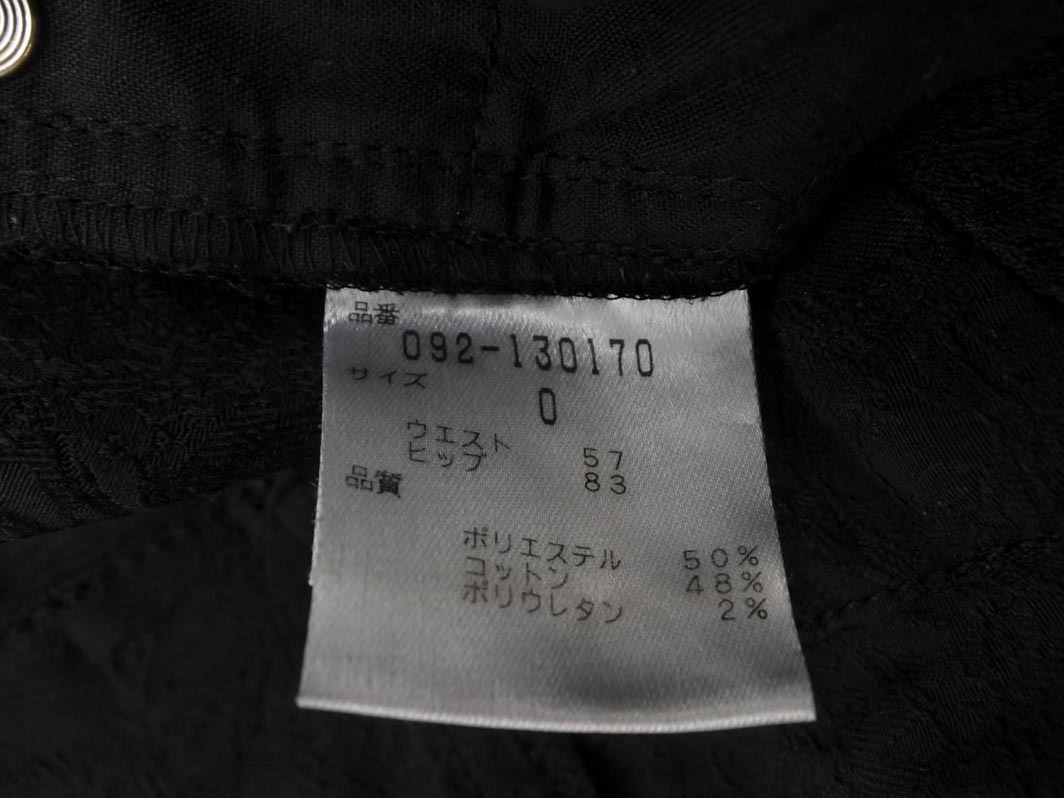 品番
092-130170
サイズ
0
ウエスト 57
ヒップ 83
品質
ポリエステル 50%
コットン 48%
ポリウレタン 2%